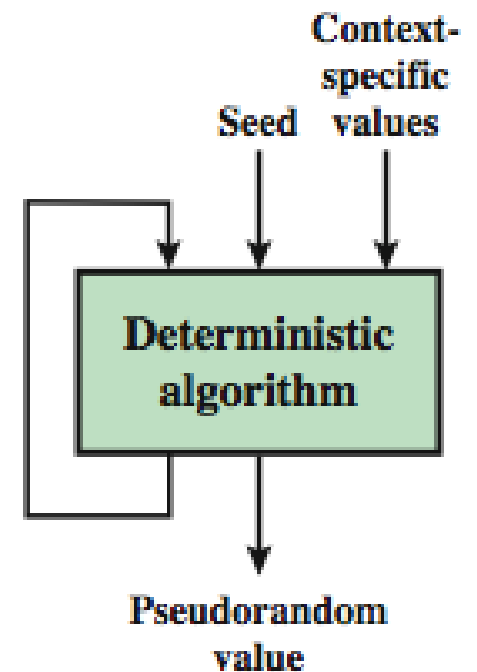 Context-
specific
Seed values
Deterministic
algorithm
Pseudorandom
value